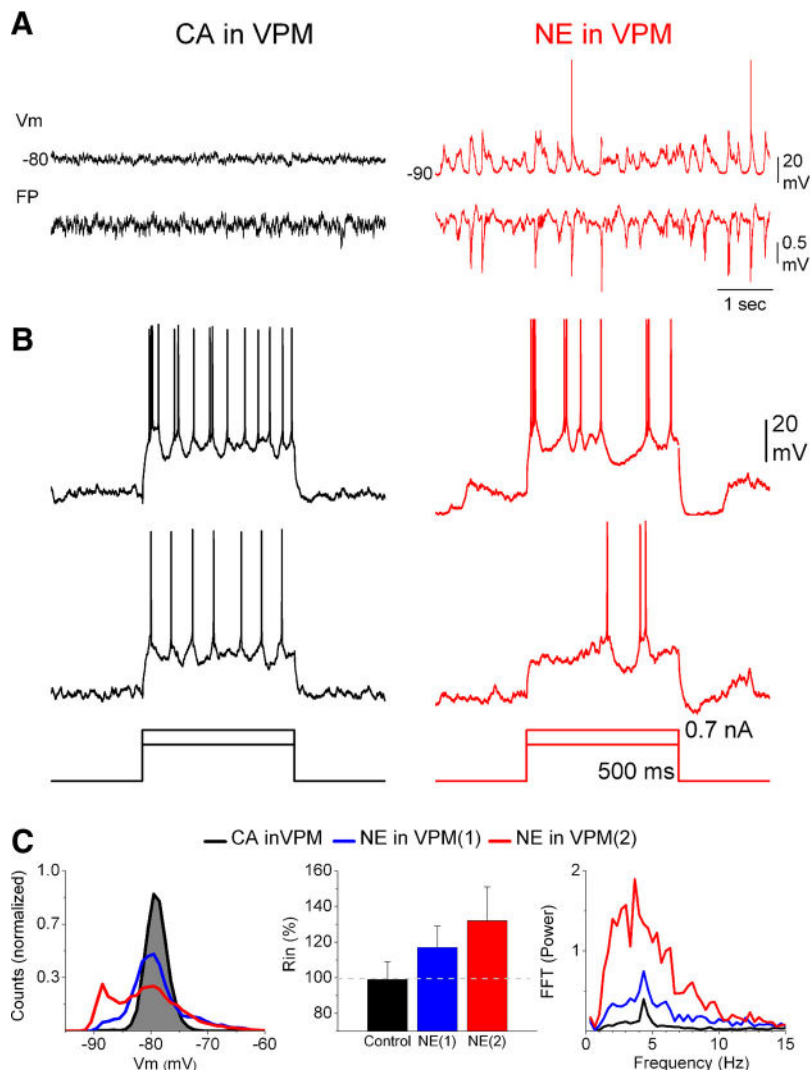 A
CA in VPM
NE in VPM
Vm
-80
-90
20
mV
FP
0.5
mV
1 sec
B
20
mV
0.7 nA
500 ms
C
CA inVPM
NE in VPM(1)
NE in VPM(2)
Counts (normalized)
1.0
0.7
0.3
-90
-80
-70
-60
Vm (mV)
Rin (%)
160
140
120
100
80
Control
NE(1)
NE(2)
FFT (Power)
2
1
0
0
5
10
15
Frequency (Hz)